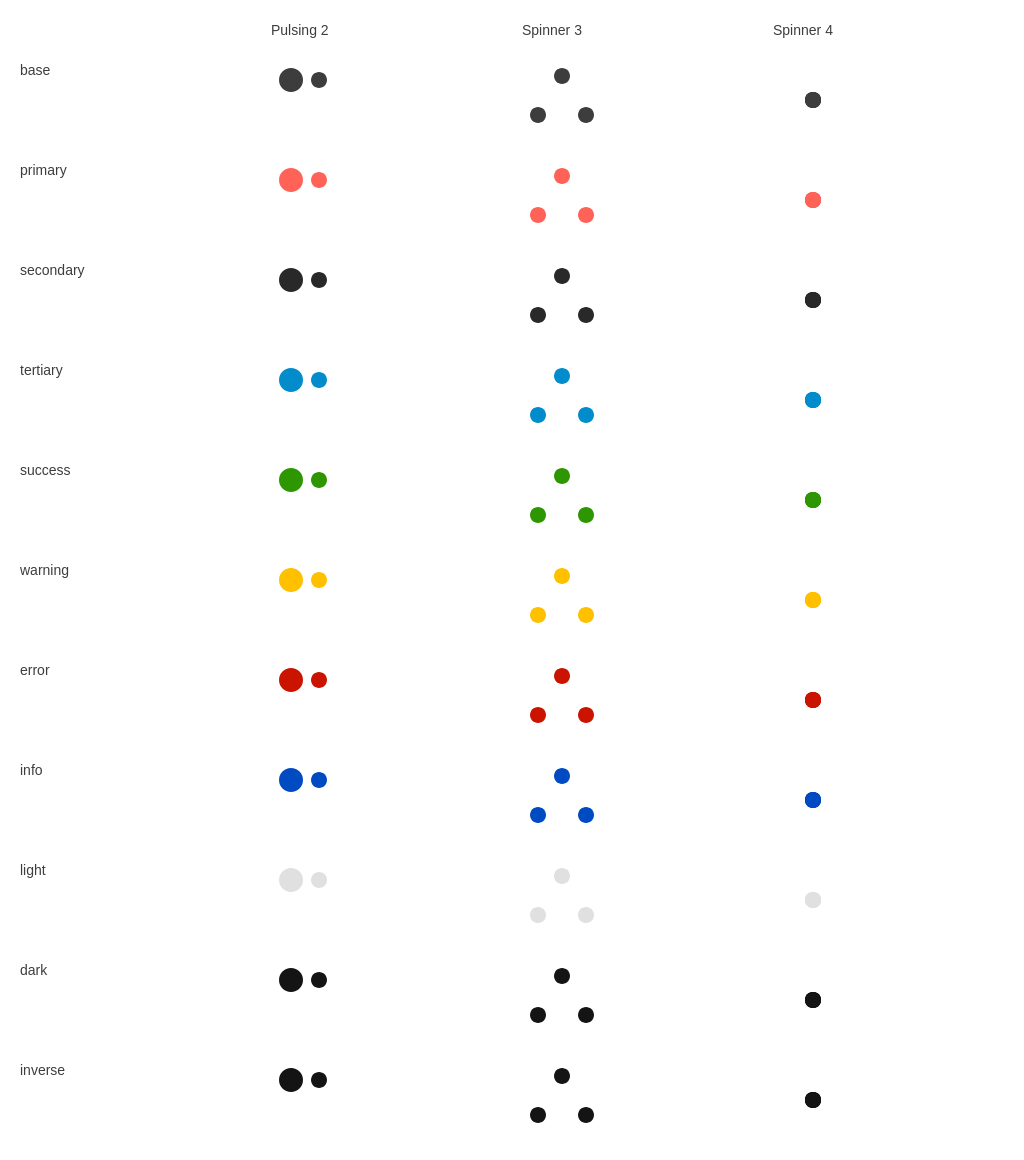 Pulsing 2 Spinner 3 Spinner 4
base
primary
secondary
tertiary
success
warning
error
info
light
dark
inverse